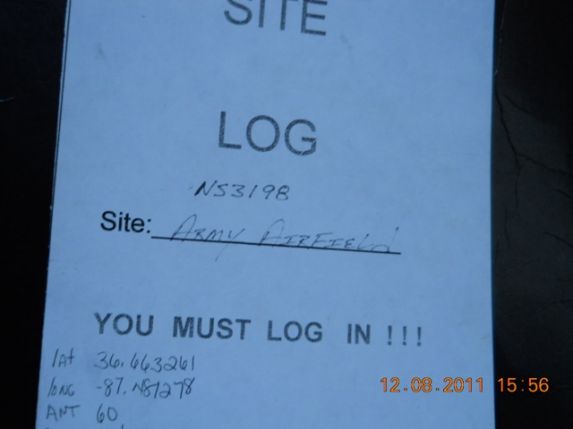 SITE
LOG
NS319B
Site: ARMY AIRFIELD
YOU MUST LOG IN !!!
lat 36.663261
long -87.487278
ANT 60
12.08.2011 15:56